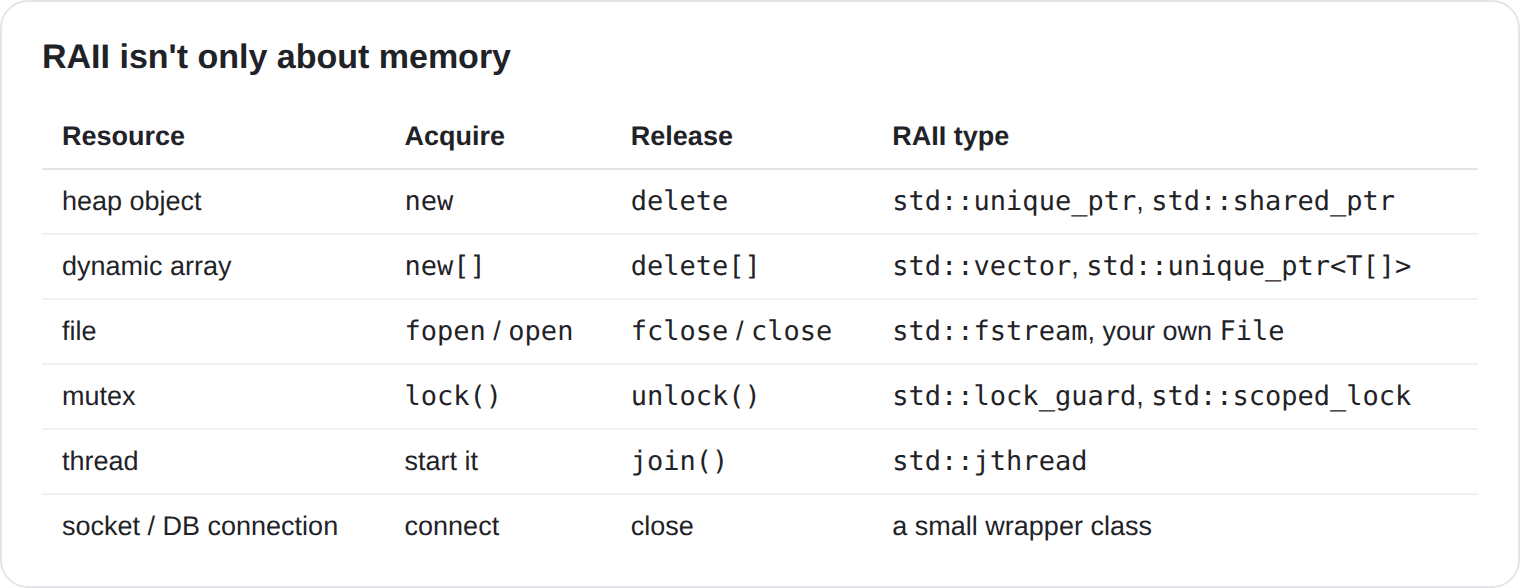 RAII isn't only about memory
Resource Acquire Release RAII type
heap object new delete std::unique_ptr, std::shared_ptr
dynamic array new[] delete[] std::vector, std::unique_ptr<T[]>
file fopen / open fclose / close std::fstream, your own File
mutex lock() unlock() std::lock_guard, std::scoped_lock
thread start it join() std::jthread
socket / DB connection connect close a small wrapper class